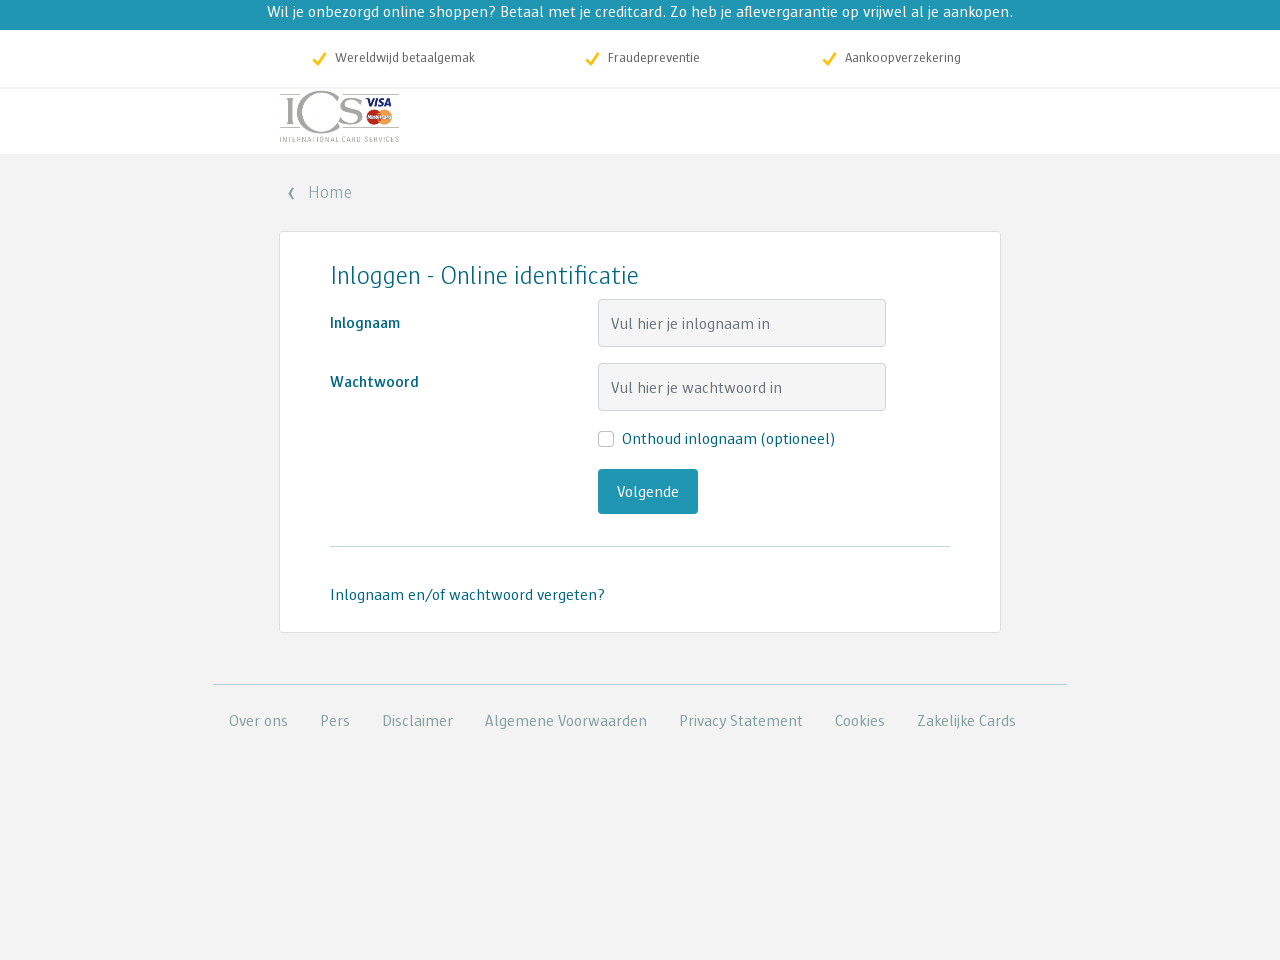 Wil je onbezorgd online shoppen? Betaal met je creditcard. Zo heb je aflevergarantie op vrijwel al je aankopen.
Wereldwijd betaalgemak Fraudepreventie Aankoopverzekering
ICS VISA
MasterCard
INTERNATIONAL CARD SERVICES
Home
Inloggen - Online identificatie
Inlognaam Vul hier je inlognaam in
Wachtwoord Vul hier je wachtwoord in
Onthoud inlognaam (optioneel)
Volgende
Inlognaam en/of wachtwoord vergeten?
Over ons Pers Disclaimer Algemene Voorwaarden Privacy Statement Cookies Zakelijke Cards